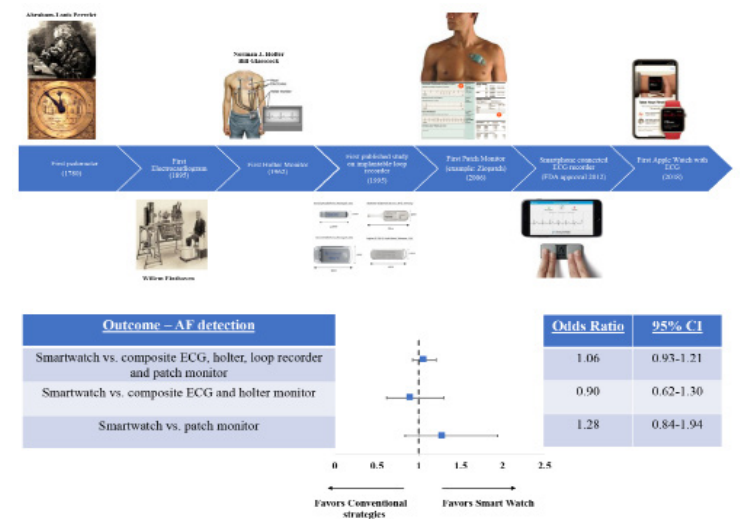 Abraham Louis Perrelet
Norman J. Holter
Bill Glasscock
First pedometer
(1780)
First
Electrocardiogram
(1895)
First Holter Monitor
(1962)
First published study
on implantable loop
recorder
(1995)
First Patch Monitor
(example: Ziopatch)
(2006)
Smartphone connected
ECG recorder
(FDA approval 2012)
First Apple Watch with
ECG
(2018)
Willem Einthoven
Outcome – AF detection
Odds Ratio
95% CI
Smartwatch vs. composite ECG, holter, loop recorder
and patch monitor
1.06
0.93-1.21
Smartwatch vs. composite ECG and holter monitor
0.90
0.62-1.30
Smartwatch vs. patch monitor
1.28
0.84-1.94
0 0.5 1 1.5 2 2.5
Favors Conventional
strategies
Favors Smart Watch